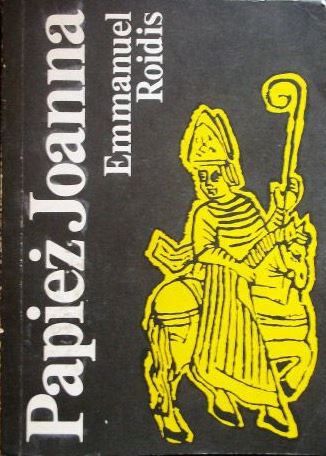 Papież Joanna
Emmanuel
Roidis